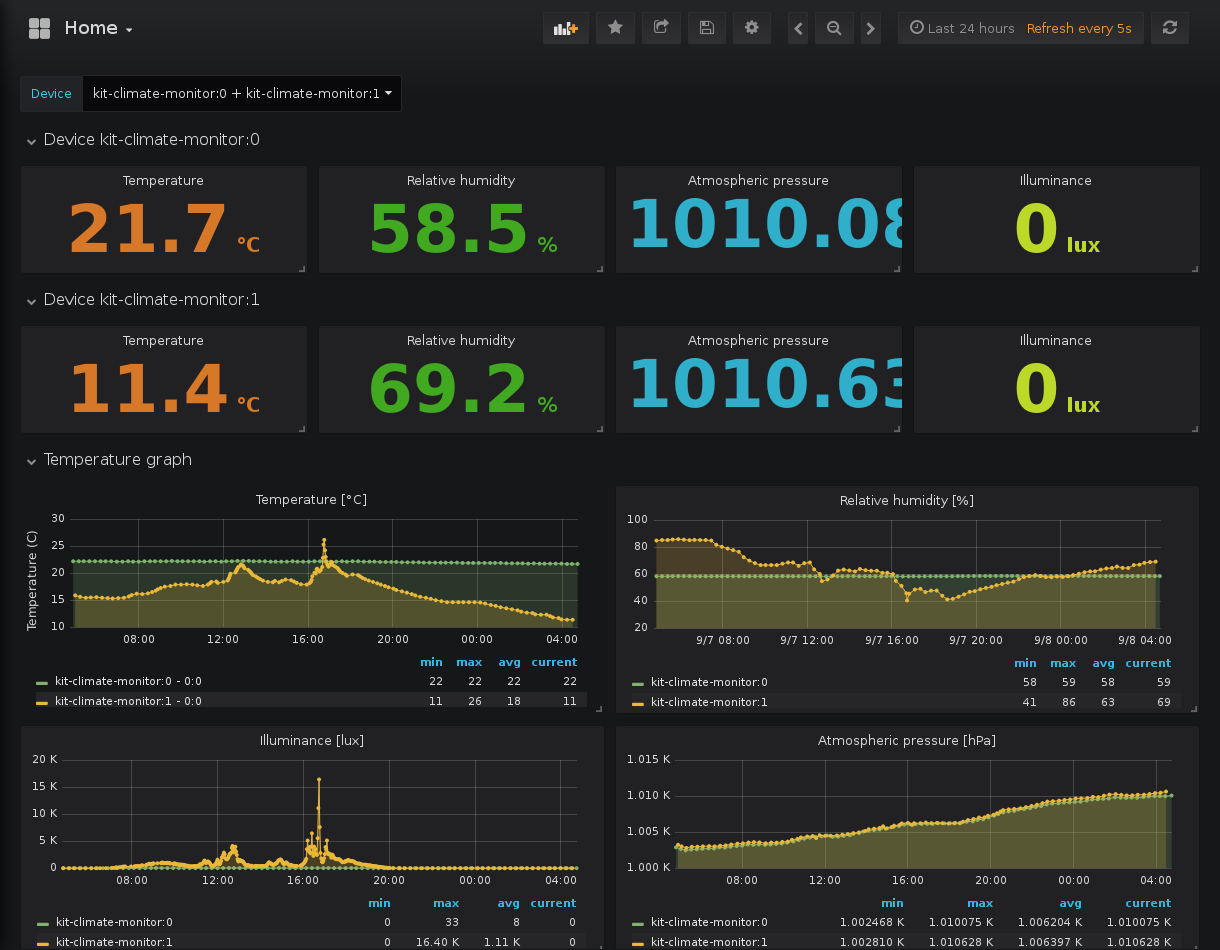 Home
Last 24 hours Refresh every 5s
Device kit-climate-monitor:0 + kit-climate-monitor:1
Device kit-climate-monitor:0
Temperature Relative humidity Atmospheric pressure Illuminance
21.7 °C 58.5 % 1010.08 0 lux
Device kit-climate-monitor:1
Temperature Relative humidity Atmospheric pressure Illuminance
11.4 °C 69.2 % 1010.63 0 lux
Temperature graph
Temperature [°C]
Temperature (C)
30
25
20
15
10
08:00 12:00 16:00 20:00 00:00 04:00
min max avg current
kit-climate-monitor:0 - 0:0 22 22 22 22
kit-climate-monitor:1 - 0:0 11 26 18 11
Relative humidity [%]
100
80
60
40
20
9/7 08:00 9/7 12:00 9/7 16:00 9/7 20:00 9/8 00:00 9/8 04:00
min max avg current
kit-climate-monitor:0 58 59 58 59
kit-climate-monitor:1 41 86 63 69
Illuminance [lux]
20 K
15 K
10 K
5 K
0
08:00 12:00 16:00 20:00 00:00 04:00
min max avg current
kit-climate-monitor:0 0 33 8 0
kit-climate-monitor:1 0 16.40 K 1.11 K 0
Atmospheric pressure [hPa]
1.015 K
1.010 K
1.005 K
1.000 K
08:00 12:00 16:00 20:00 00:00 04:00
min max avg current
kit-climate-monitor:0 1.002468 K 1.010075 K 1.006204 K 1.010075 K
kit-climate-monitor:1 1.002810 K 1.010628 K 1.006397 K 1.010628 K